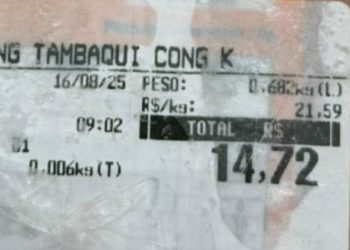 NG TAMBAQUI CONG K
16/08/25 PESO: 0,682kg(L)
R$/kg: 21,59
09:02 TOTAL R$
01 14,72
0,006kg(T)